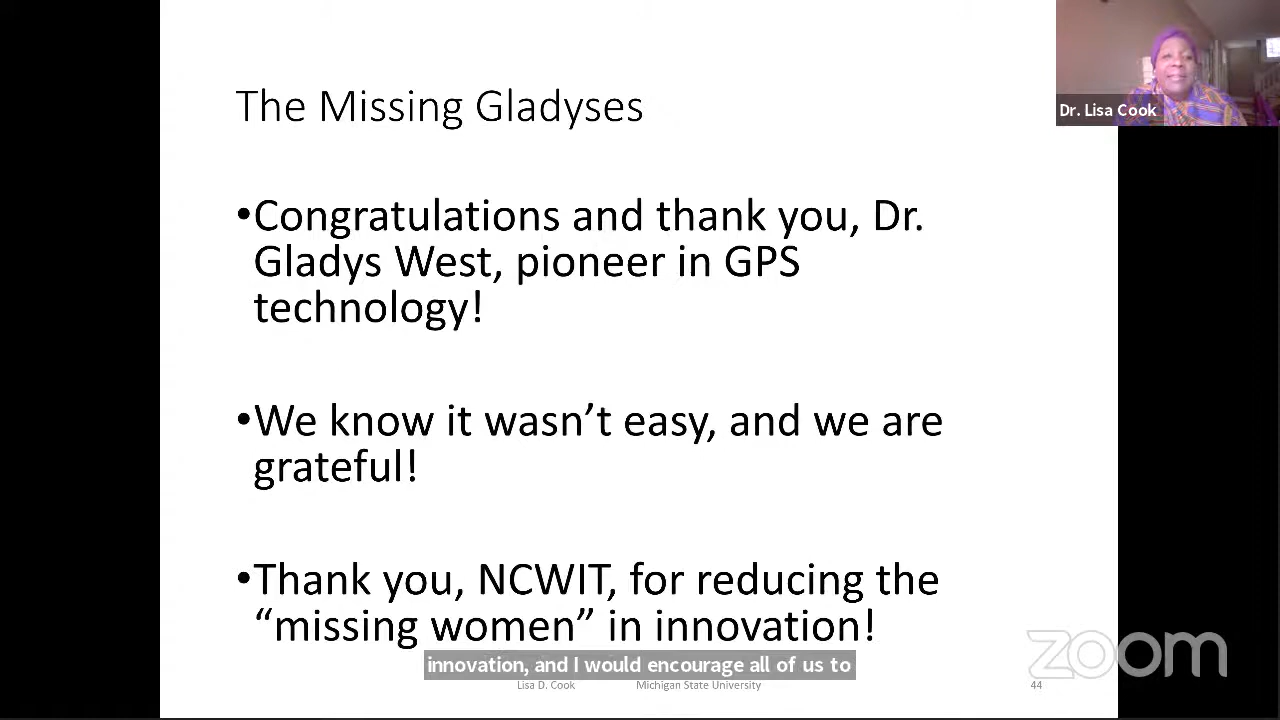 The Missing Gladyses
Dr. Lisa Cook
•Congratulations and thank you, Dr.
Gladys West, pioneer in GPS
technology!
•We know it wasn’t easy, and we are
grateful!
•Thank you, NCWIT, for reducing the
“missing women” in innovation!
innovation, and I would encourage all of us to
Lisa D. Cook Michigan State University 44
zoom